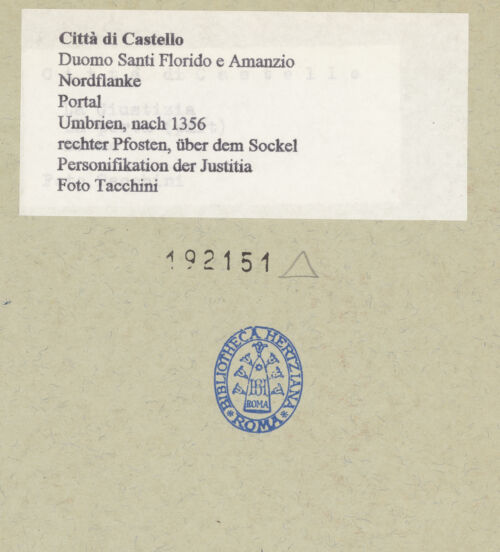 Città di Castello
Duomo Santi Florido e Amanzio
Nordflanke
Portal
Umbrien, nach 1356
rechter Pfosten, über dem Sockel
Personifikation der Justitia
Foto Tacchini
192151
BIBLIOTHECA HERTZIANA
ROMA
ROMA